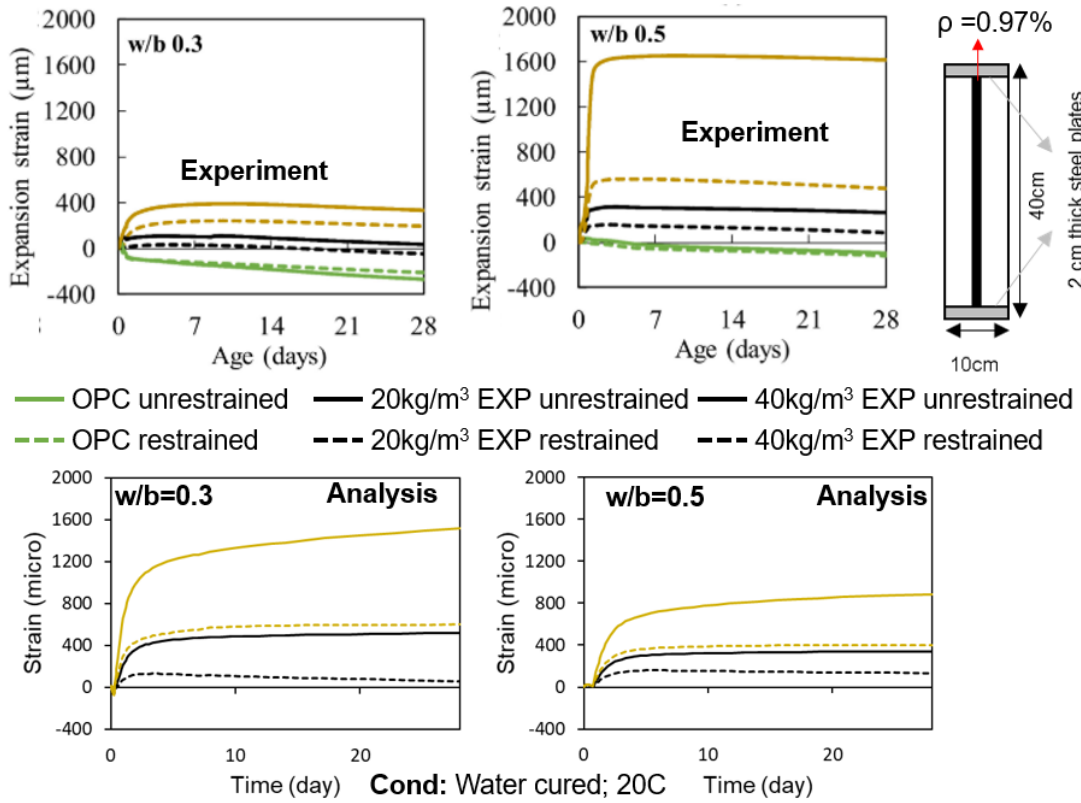 2000
1600
1200
800
400
0
-400
Expansion strain (μm)
w/b 0.3
Experiment
0 7 14 21 28
Age (days)
2000
1600
1200
800
400
0
-400
Expansion strain (μm)
w/b 0.5
Experiment
0 7 14 21 28
Age (days)
ρ =0.97%
40cm
2 cm thick steel plates
10cm
OPC unrestrained
20kg/m³ EXP unrestrained
40kg/m³ EXP unrestrained
OPC restrained
20kg/m³ EXP restrained
40kg/m³ EXP restrained
2000
1600
1200
800
400
0
-400
Strain (micro)
w/b=0.3
Analysis
0 10 20
Time (day)
2000
1600
1200
800
400
0
-400
Strain (micro)
w/b=0.5
Analysis
0 10 20
Time (day)
Cond: Water cured; 20C